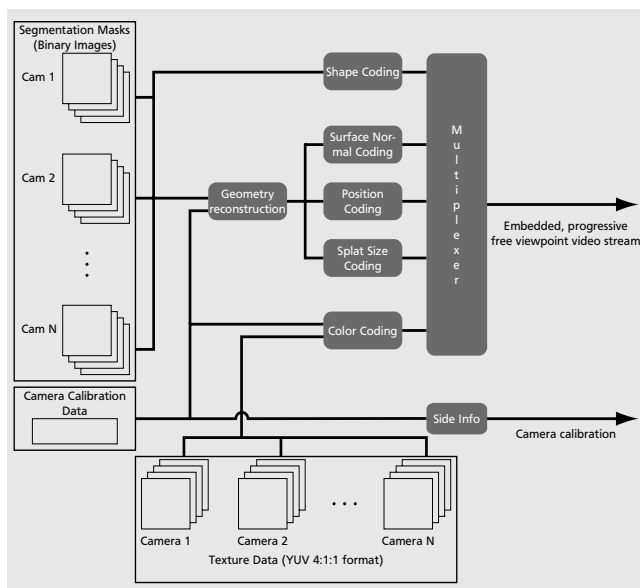 Segmentation Masks
(Binary Images)
Cam 1
Cam 2
Cam N
Shape Coding
Surface Nor-
mal Coding
Geometry
reconstruction
Position
Coding
Splat Size
Coding
Color Coding
Multiplexer
Embedded, progressive
free viewpoint video stream
Camera Calibration
Data
Side Info
Camera calibration
Camera 1
Camera 2
. . .
Camera N
Texture Data (YUV 4:1:1 format)